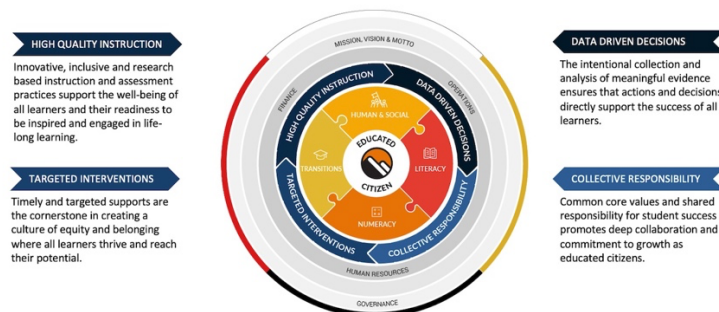 HIGH QUALITY INSTRUCTION
Innovative, inclusive and research
based instruction and assessment
practices support the well-being of
all learners and their readiness to
be inspired and engaged in life-
long learning.
TARGETED INTERVENTIONS
Timely and targeted supports are
the cornerstone in creating a
culture of equity and belonging
where all learners thrive and reach
their potential.
MISSION, VISION & MOTTO
FINANCE
OPERATIONS
HIGH QUALITY INSTRUCTION
DATA DRIVEN DECISIONS
HUMAN & SOCIAL
EDUCATED
CITIZEN
TRANSITIONS
LITERACY
NUMERACY
TARGETED INTERVENTIONS
COLLECTIVE RESPONSIBILITY
HUMAN RESOURCES
GOVERNANCE
DATA DRIVEN DECISIONS
The intentional collection and
analysis of meaningful evidence
ensures that actions and decisions
directly support the success of all
learners.
COLLECTIVE RESPONSIBILITY
Common core values and shared
responsibility for student success
promotes deep collaboration and
commitment to growth as
educated citizens.